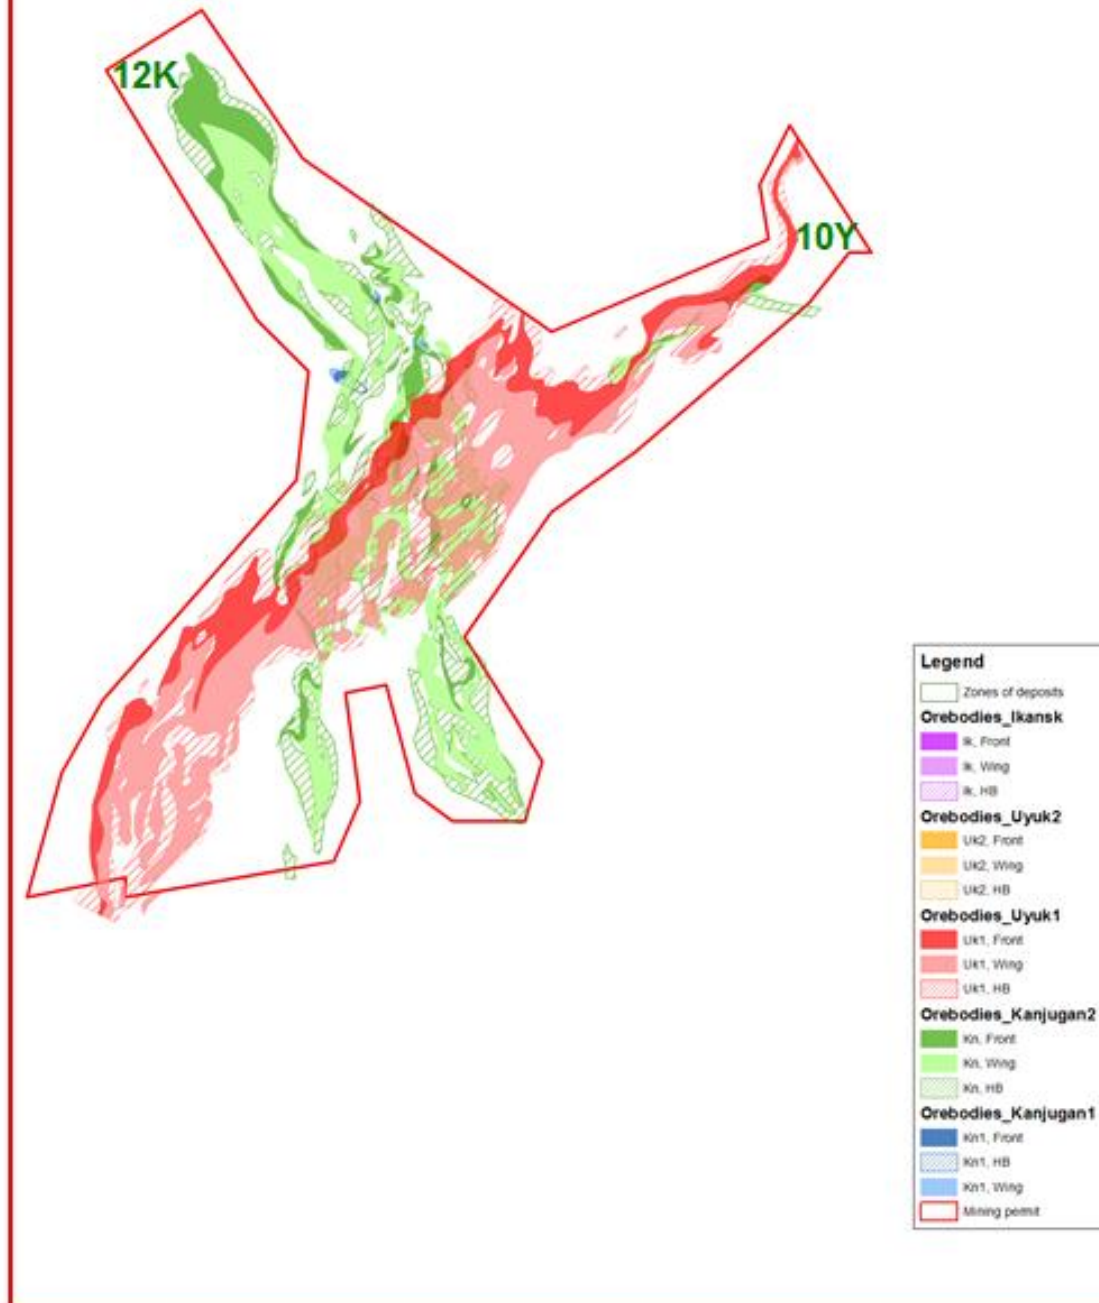 12K
10Y
Legend
Zones of deposits
Orebodies_Ikansk
Ik, Front
Ik, Wing
Ik, HB
Orebodies_Uyuk2
Uk2, Front
Uk2, Wing
Uk2, HB
Orebodies_Uyuk1
Uk1, Front
Uk1, Wing
Uk1, HB
Orebodies_Kanjugan2
Kn, Front
Kn, Wing
Kn, HB
Orebodies_Kanjugan1
Kn1, Front
Kn1, HB
Kn1, Wing
Mining permit